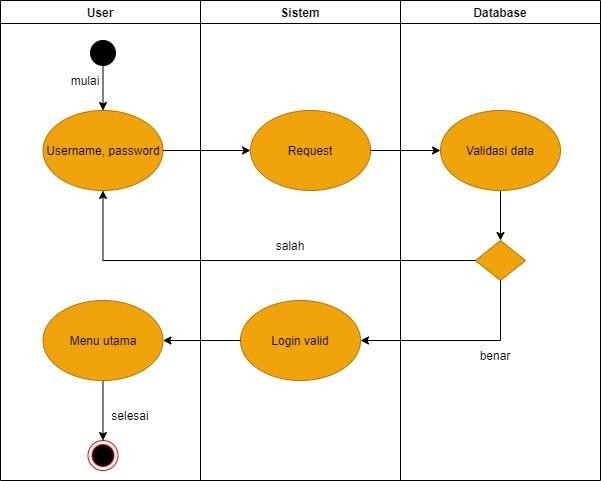 User
Sistem
Database
mulai
Username, password
Request
Validasi data
salah
Menu utama
Login valid
benar
selesai